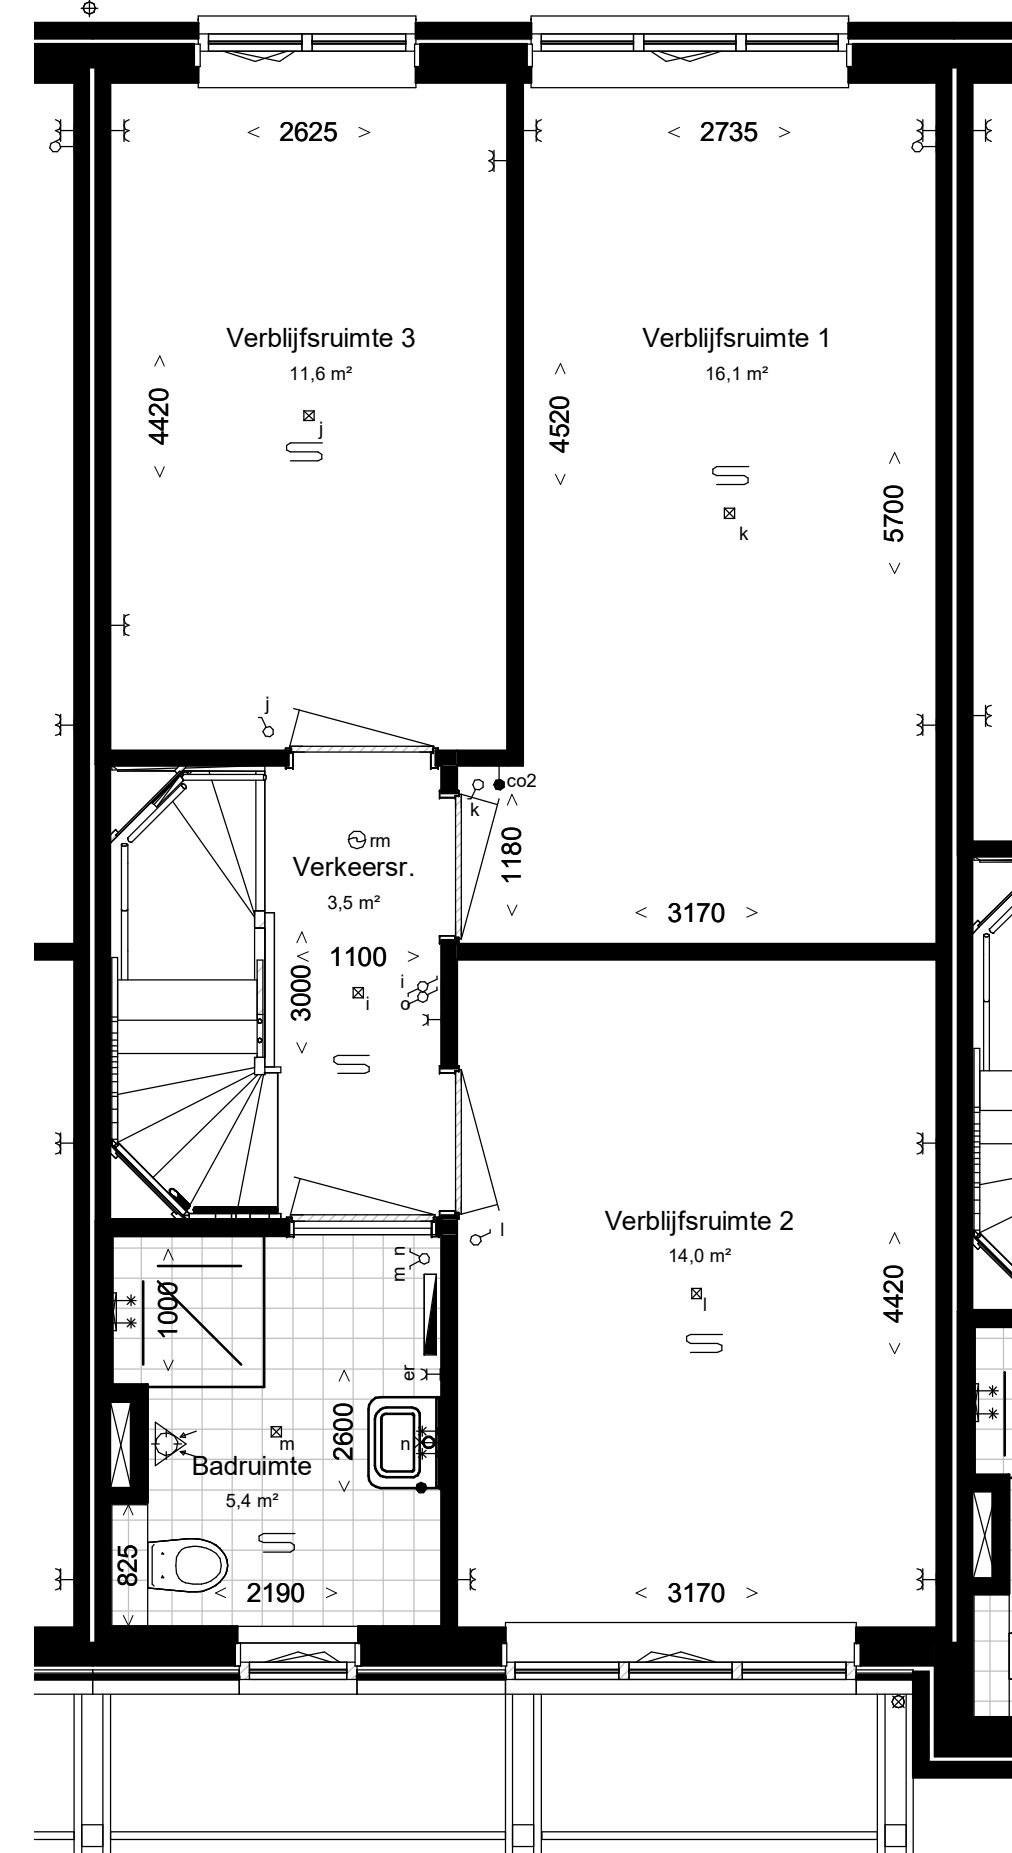 < 2625 >
< 2735 >
Verblijfsruimte 3
11,6 m²
Verblijfsruimte 1
16,1 m²
< 4420 >
j
< 4520 >
< 5700 >
k
j
k
co2
< 1180 >
rm
Verkeersr.
3,5 m²
< 3170 >
< 1100 >
< 3000 >
i
o
i
l
Verblijfsruimte 2
14,0 m²
l
< 4420 >
m n
< 1000 >
er
< 2600 >
m
n
Badruimte
5,4 m²
< 825 >
< 2190 >
< 3170 >